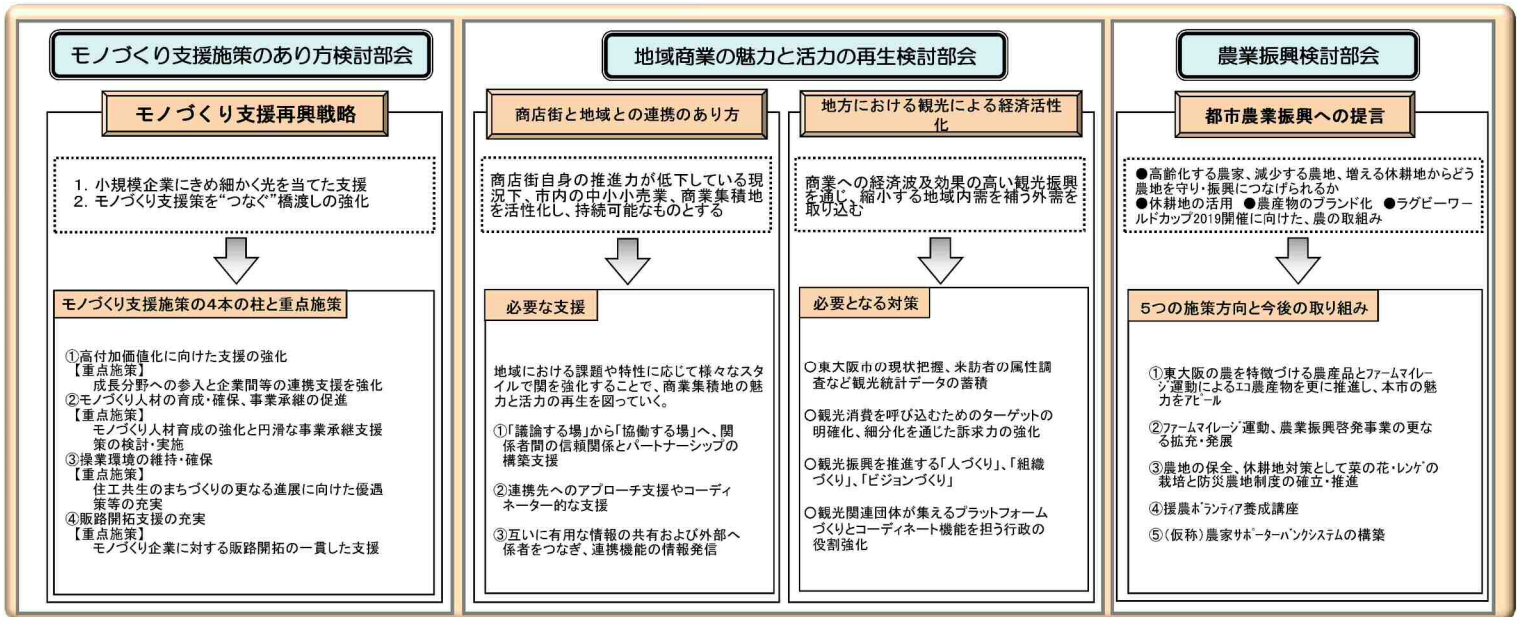 モノづくり支援施策のあり方検討部会
モノづくり支援再興戦略
1. 小規模企業にきめ細かく光を当てた支援
2. モノづくり支援策を“つなぐ”橋渡しの強化
モノづくり支援施策の4本の柱と重点施策
①高付加価値化に向けた支援の強化
【重点施策】
成長分野への参入と企業間等の連携支援を強化
②モノづくり人材の育成・確保、事業承継の促進
【重点施策】
モノづくり人材育成の強化と円滑な事業承継支援
策の検討・実施
③操業環境の維持・確保
【重点施策】
住工共生のまちづくりの更なる進展に向けた優遇
策等の充実
④販路開拓支援の充実
【重点施策】
モノづくり企業に対する販路開拓の一貫した支援
地域商業の魅力と活力の再生検討部会
商店街と地域との連携のあり方
商店街自身の推進力が低下している現
況下、市内の中小小売業、商業集積地
を活性化し、持続可能なものとする
必要な支援
地域における課題や特性に応じて様々なスタ
イルで関を強化することで、商業集積地の魅
力と活力の再生を図っていく。
①「議論する場」から「協働する場」へ、関
係者間の信頼関係とパートナーシップの
構築支援
②連携先へのアプローチ支援やコーディ
ネーター的な支援
③互いに有用な情報の共有および外部へ
係者をつなぎ、連携機能の情報発信
地方における観光による経済活性
化
商業への経済波及効果の高い観光振興
を通じ、縮小する地域内需を補う外需を
取り込む
必要となる対策
○東大阪市の現状把握、来訪者の属性調
査など観光統計データの蓄積
○観光消費を呼び込むためのターゲットの
明確化、細分化を通じた訴求力の強化
○観光振興を推進する「人づくり」、「組織
づくり」、「ビジョンづくり」
○観光関連団体が集えるプラットフォーム
づくりとコーディネート機能を担う行政の
役割強化
農業振興検討部会
都市農業振興への提言
●高齢化する農家、減少する農地、増える休耕地からどう
農地を守り・振興につなげられるか
●休耕地の活用 ●農産物のブランド化 ●ラグビーワー
ルドカップ2019開催に向けた、農の取組み
5つの施策方向と今後の取り組み
①東大阪の農を特徴づける農産品とファームマイレー
ジ運動によるエコ農産物を更に推進し、本市の魅
力をアピール
②ファームマイレージ運動、農業振興啓発事業の更な
る拡充・発展
③農地の保全、休耕地対策として菜の花・レンゲの
栽培と防災農地制度の確立・推進
④援農ボランティア養成講座
⑤(仮称)農家サポーターバンクシステムの構築